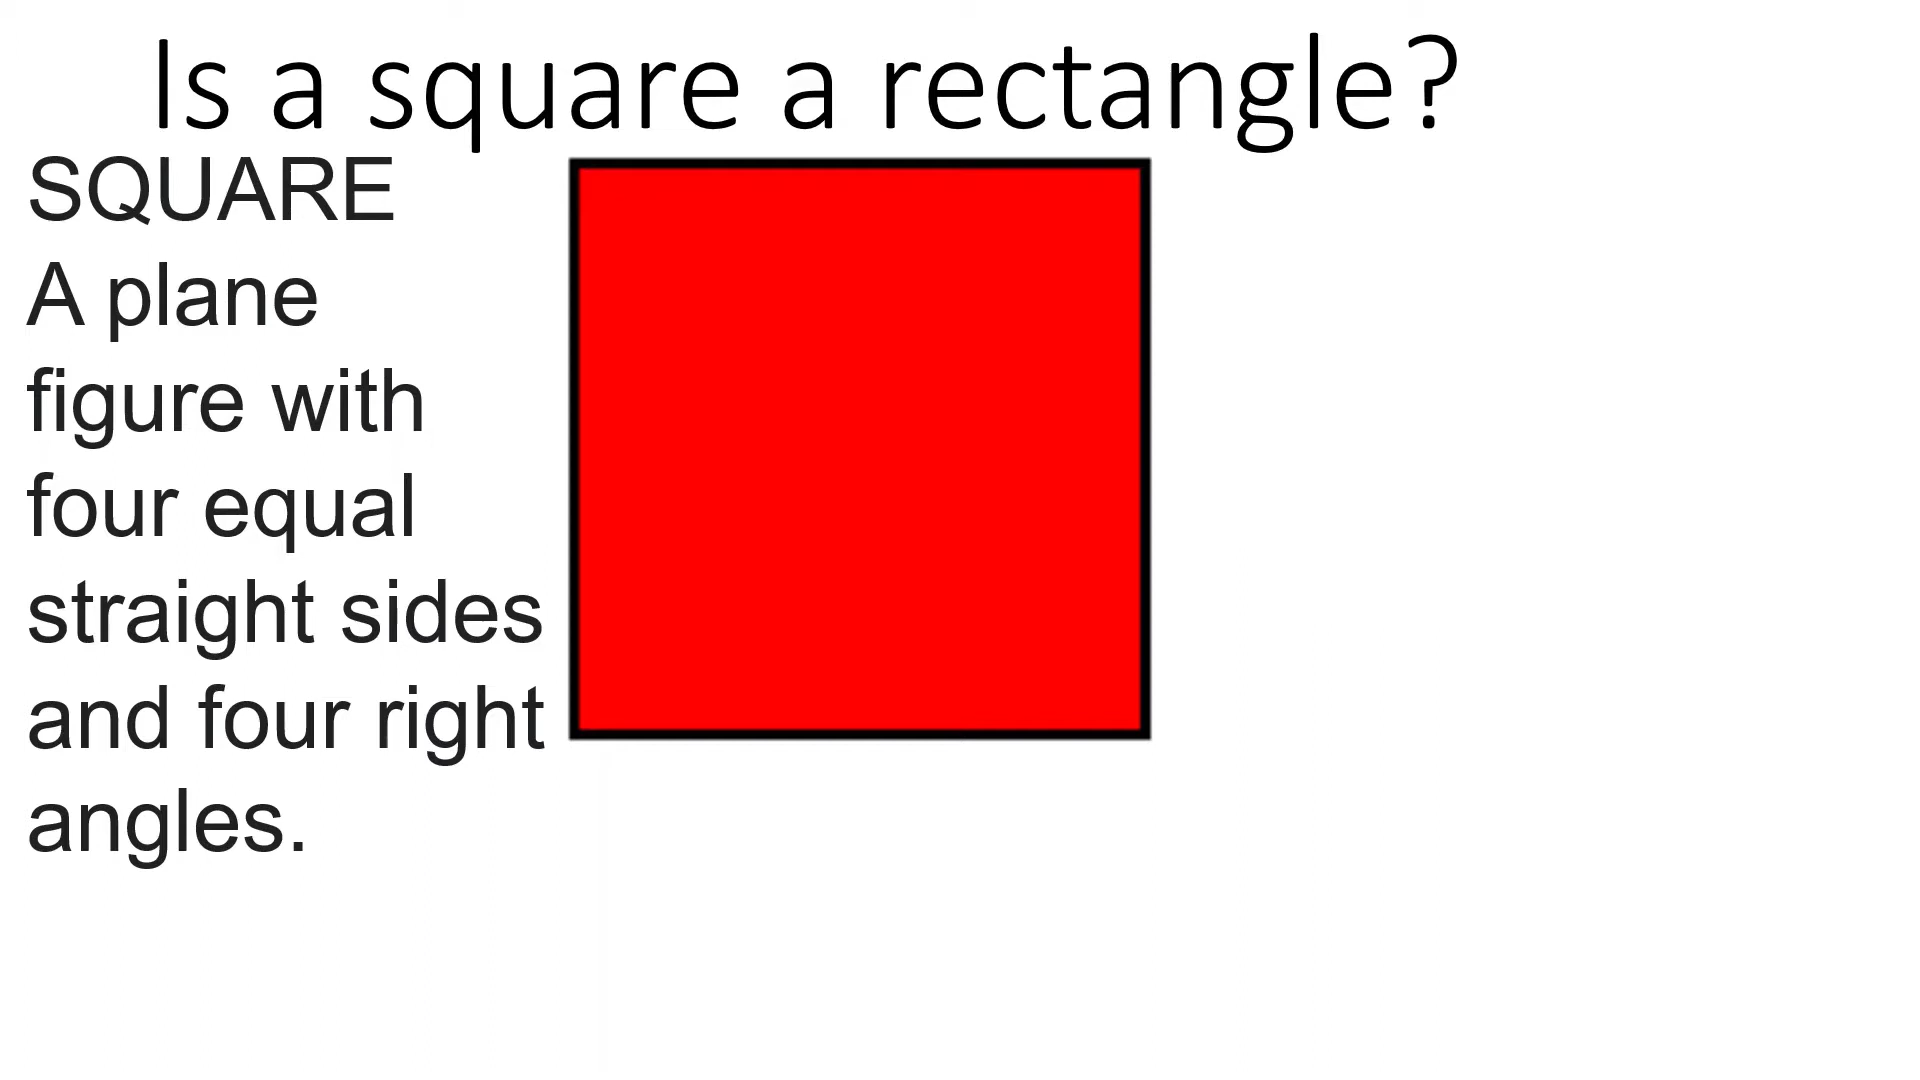 Is a square a rectangle?
SQUARE
A plane
figure with
four equal
straight sides
and four right
angles.